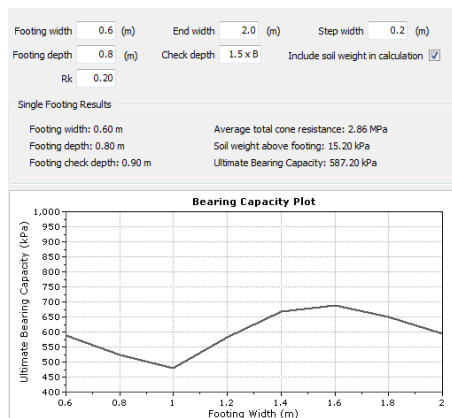 Footing width 0.6 (m) End width 2.0 (m) Step width 0.2 (m)
Footing depth 0.8 (m) Check depth 1.5 x B Include soil weight in calculation
Rk 0.20
Single Footing Results
Footing width: 0.60 m Average total cone resistance: 2.86 MPa
Footing depth: 0.80 m Soil weight above footing: 15.20 kPa
Footing check depth: 0.90 m Ultimate Bearing Capacity: 587.20 kPa
Bearing Capacity Plot
Ultimate Bearing Capacity (kPa)
1,000
950
900
850
800
750
700
650
600
550
500
450
400
0.6 0.8 1 1.2 1.4 1.6 1.8 2
Footing Width (m)